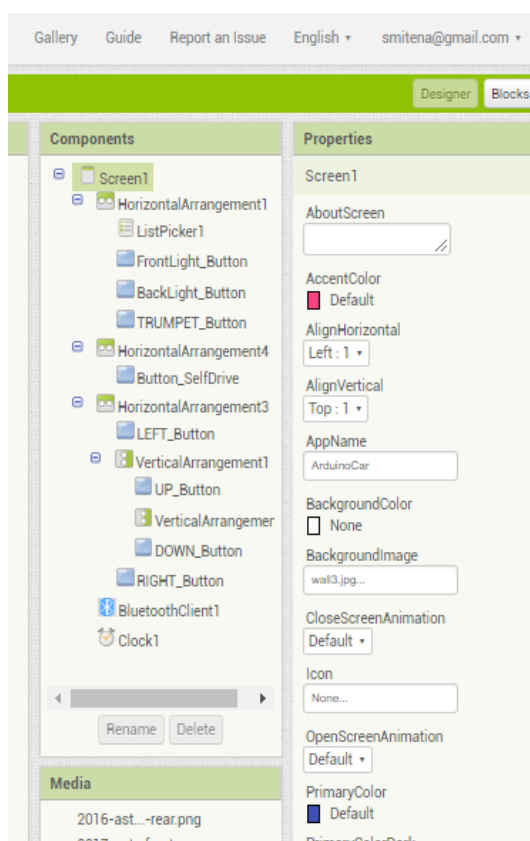 Gallery Guide Report an Issue English smitena@gmail.com
Designer Blocks
Components
Screen1
HorizontalArrangement1
ListPicker1
FrontLight_Button
BackLight_Button
TRUMPET_Button
HorizontalArrangement4
Button_SelfDrive
HorizontalArrangement3
LEFT_Button
VerticalArrangement1
UP_Button
VerticalArrangemer
DOWN_Button
RIGHT_Button
BluetoothClient1
Clock1
Rename Delete
Media
2016-ast...-rear.png
Properties
Screen1
AboutScreen
AccentColor
Default
AlignHorizontal
Left : 1
AlignVertical
Top : 1
AppName
ArduinoCar
BackgroundColor
None
BackgroundImage
wall3.jpg...
CloseScreenAnimation
Default
Icon
None...
OpenScreenAnimation
Default
PrimaryColor
Default